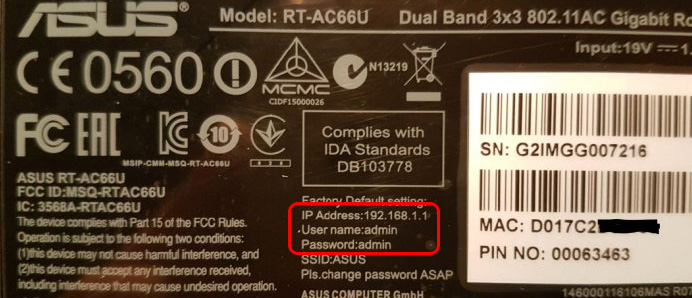 ASUS
Model: RT-AC66U
Dual Band 3x3 802.11AC Gigabit
Input:19V
CE0560
MCMC
CIDF15000026
N13219
FC EAC
10
MSIP-CMM-MSQ-RT-AC66U
Complies with
IDA Standards
DB103778
ASUS RT-AC66U
FCC ID:MSQ-RTAC66U
IC: 3568A-RTAC66U
The device complies with Part 15 of the FCC Rules.
Operation is subject to the following two conditions:
(1)this device may not cause harmful interference, and
(2)this device must accept any interference received,
including interference that may cause undesired operation.
Factory Default setting:
IP Address:192.168.1.1
User name:admin
Password:admin
SSID:ASUS
Pls.change password ASAP
ASUS COMPUTER GmbH
SN: G2IMGG007216
MAC: D017C2
PIN NO: 00063463
146000116106MAS R07